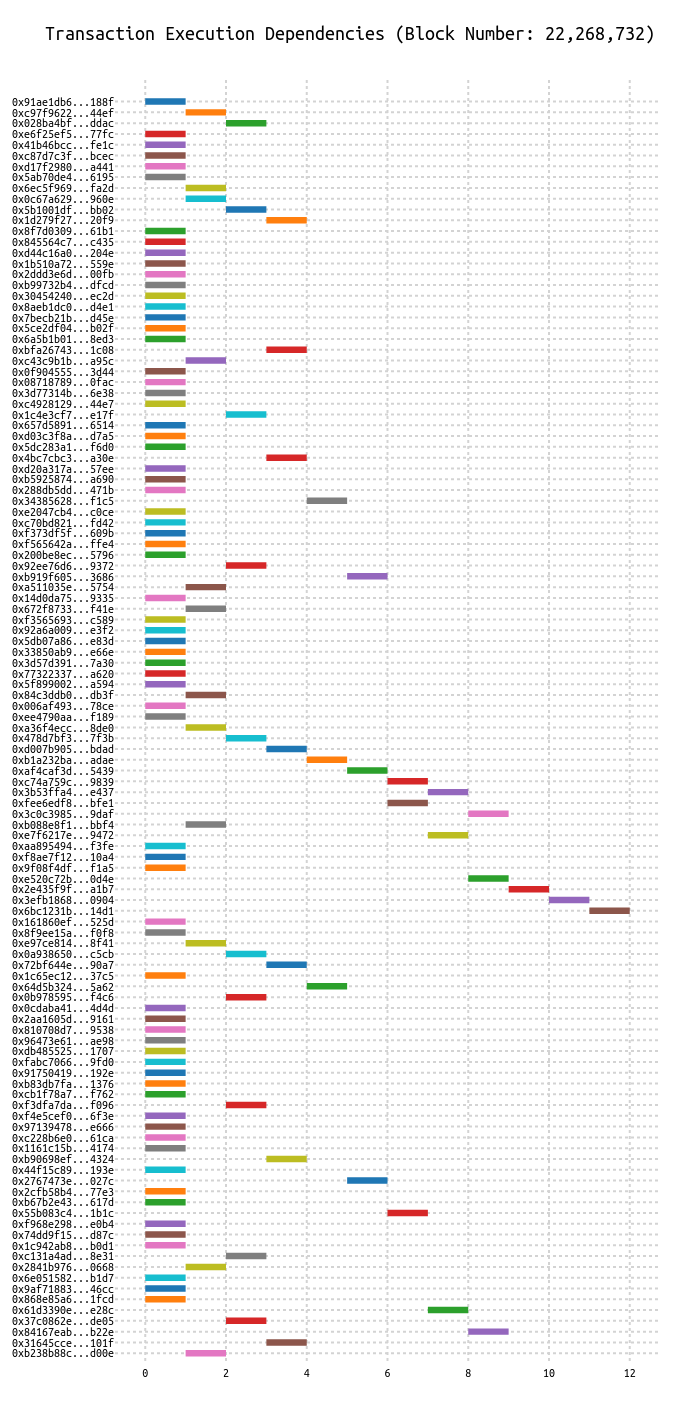 Transaction Execution Dependencies (Block Number: 22,268,732)
0x91ae1db6...188f
0xc97f9622...44ef
0x028ba4bf...ddac
0xe6f25ef5...77fc
0x41b46bcc...fe1c
0xc87d7c3f...bcec
0xd17f2980...a441
0x5ab70de4...6195
0x6ec5f969...fa2d
0x0c67a629...960e
0x5b1001df...bb02
0x1d279f27...20f9
0x8f7d0309...61b1
0x845564c7...c435
0xd44c16a0...204e
0x1b510a72...559e
0x2ddd3e6d...00fb
0xb99732b4...dfcd
0x30454240...ec2d
0x8aeb1dc0...d4e1
0x7becb21b...d45e
0x5ce2df04...b02f
0x6a5b1b01...8ed3
0xbfa26743...1c08
0xc43c9b1b...a95c
0x0f904555...3d44
0x08718789...0fac
0x3d77314b...6e38
0xc4928129...44e7
0x1c4e3cf7...e17f
0x657d5891...6514
0xd03c3f8a...d7a5
0x5dc283a1...f6d0
0x4bc7cbc3...a30e
0xd20a317a...57ee
0xb5925874...a690
0x288db5dd...471b
0x34385628...f1c5
0xe2047cb4...c0ce
0xc70bd821...fd42
0xf373df5f...609b
0xf565642a...ffe4
0x200be8ec...5796
0x92ee76d6...9372
0xb919f605...3686
0xa511035e...5754
0x14d0da75...9335
0x672f8733...f41e
0xf3565693...c589
0x92a6a009...e3f2
0x5db07a86...e83d
0x33850ab9...e66e
0x3d57d391...7a30
0x77322337...a620
0x5f899002...a594
0x84c3ddb0...db3f
0x006af493...78ce
0xee4790aa...f189
0xa36f4ecc...8de0
0x478d7bf3...7f3b
0xd007b905...bdad
0xb1a232ba...adae
0xaf4caf3d...5439
0xc74a759c...9839
0x3b53ffa4...e437
0xfee6edf8...bfe1
0x3c0c3985...9daf
0xb088e8f1...bbf4
0xe7f6217e...9472
0xaa895494...f3fe
0xf8ae7f12...10a4
0x9f08f4df...f1a5
0xe520c72b...0d4e
0x2e435f9f...a1b7
0x3efb1868...0904
0x6bc1231b...14d1
0x161860ef...525d
0x8f9ee15a...f0f8
0xe97ce814...8f41
0x0a938650...c5cb
0x72bf644e...90a7
0x1c65ec12...37c5
0x64d5b324...5a62
0x0b978595...f4c6
0x0cdaba41...4d4d
0x2aa1605d...9161
0x810708d7...9538
0x96473e61...ae98
0xdb485525...1707
0xfabc7066...9fd0
0x91750419...192e
0xb83db7fa...1376
0xcb1f78a7...f762
0xf3dfa7da...f096
0xf4e5cef0...6f3e
0x97139478...e666
0xc228b6e0...61ca
0x1161c15b...4174
0xb90698ef...4324
0x44f15c89...193e
0x2767473e...027c
0x2cfb58b4...77e3
0xb67b2e43...617d
0x55b083c4...1b1c
0xf968e298...e0b4
0x74dd9f15...d87c
0x1c942ab8...b0d1
0xc131a4ad...8e31
0x2841b976...0668
0x6e051582...b1d7
0x9af71883...46cc
0x868e85a6...1fcd
0x61d3390e...e28c
0x37c0862e...de05
0x84167eab...b22e
0x31645cce...101f
0xb238b88c...d00e
0 2 4 6 8 10 12